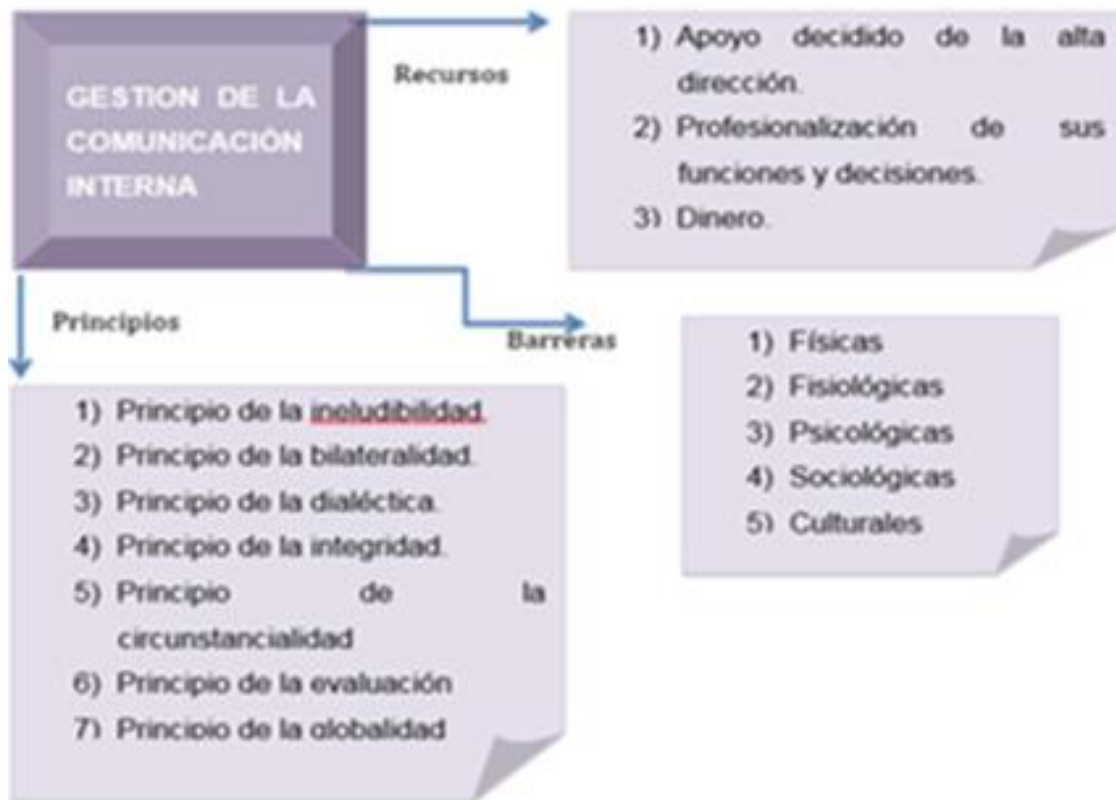 GESTION DE LA
COMUNICACIÓN
INTERNA
Recursos
1) Apoyo decidido de la alta
dirección.
2) Profesionalización de sus
funciones y decisiones.
3) Dinero.
Principios
Barreras
1) Físicas
2) Fisiológicas
3) Psicológicas
4) Sociológicas
5) Culturales
1) Principio de la ineludibilidad.
2) Principio de la bilateralidad.
3) Principio de la dialéctica.
4) Principio de la integridad.
5) Principio de la
circunstancialidad
6) Principio de la evaluación
7) Principio de la globalidad